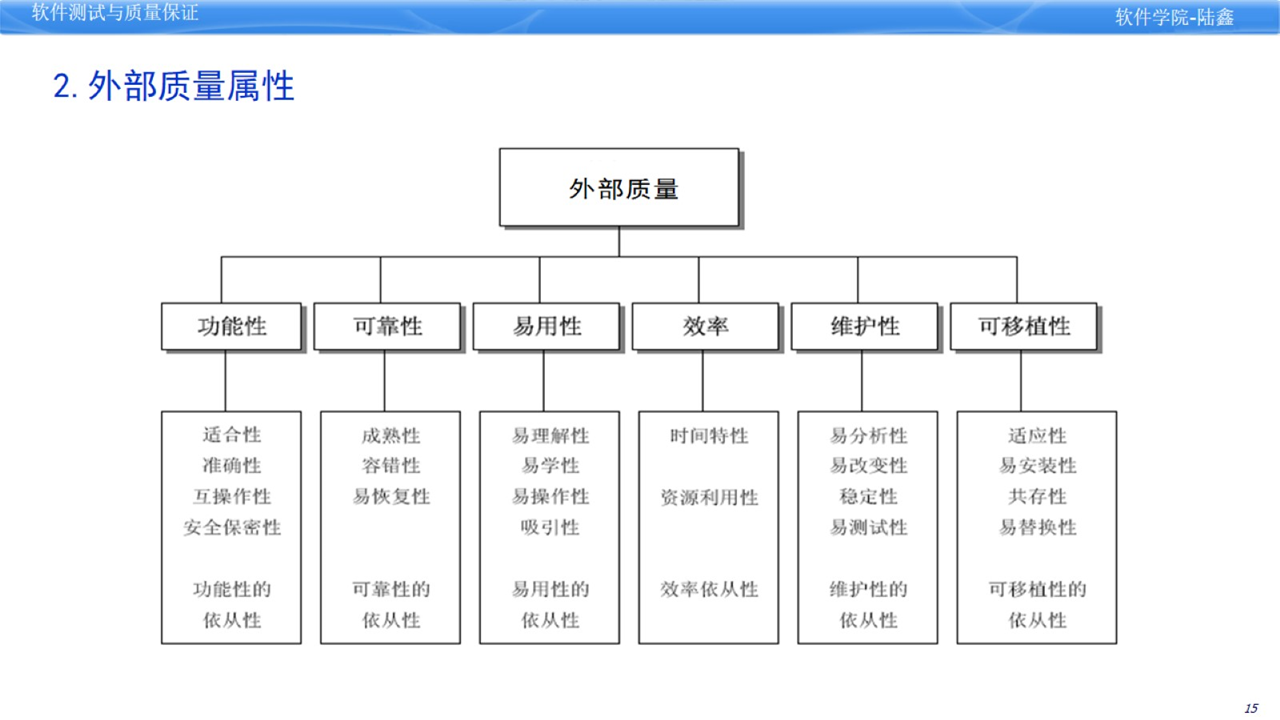 软件测试与质量保证
软件学院-陆鑫
2. 外部质量属性
外部质量
功能性
可靠性
易用性
效率
维护性
可移植性
适合性
准确性
互操作性
安全保密性
功能性的
依从性
成熟性
容错性
易恢复性
可靠性的
依从性
易理解性
易学性
易操作性
吸引性
易用性的
依从性
时间特性
资源利用性
效率依从性
易分析性
易改变性
稳定性
易测试性
维护性的
依从性
适应性
易安装性
共存性
易替换性
可移植性的
依从性
15